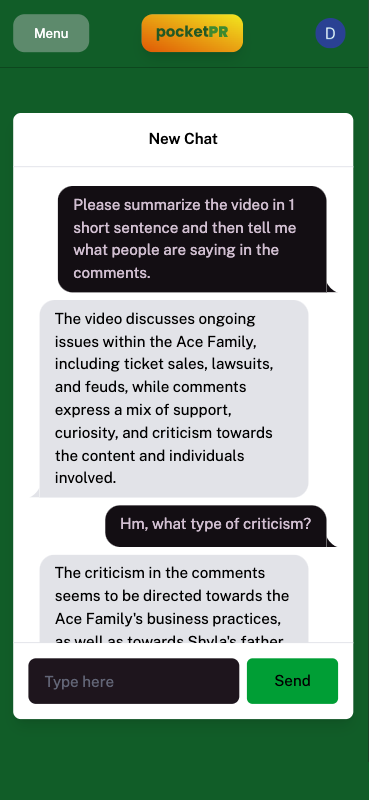 Menu
pocketPR
D
New Chat
Please summarize the video in 1
short sentence and then tell me
what people are saying in the
comments.
The video discusses ongoing
issues within the Ace Family,
including ticket sales, lawsuits,
and feuds, while comments
express a mix of support,
curiosity, and criticism towards
the content and individuals
involved.
Hm, what type of criticism?
The criticism in the comments
seems to be directed towards the
Ace Family's business practices,
as well as towards Shyla's father
Type here
Send